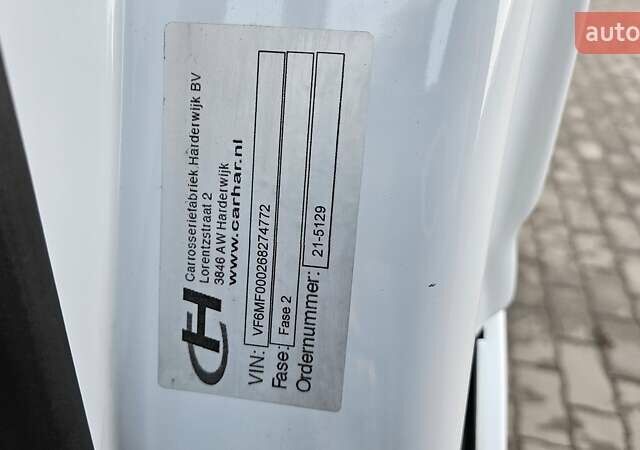 CH
Carrosseriefabriek Harderwijk BV
Lorentzstraat 2
3846 AW Harderwijk
www.carhar.nl
VIN: VF6MF000268274772
Fase: Fase 2
Ordernummer: 21-5129
auto